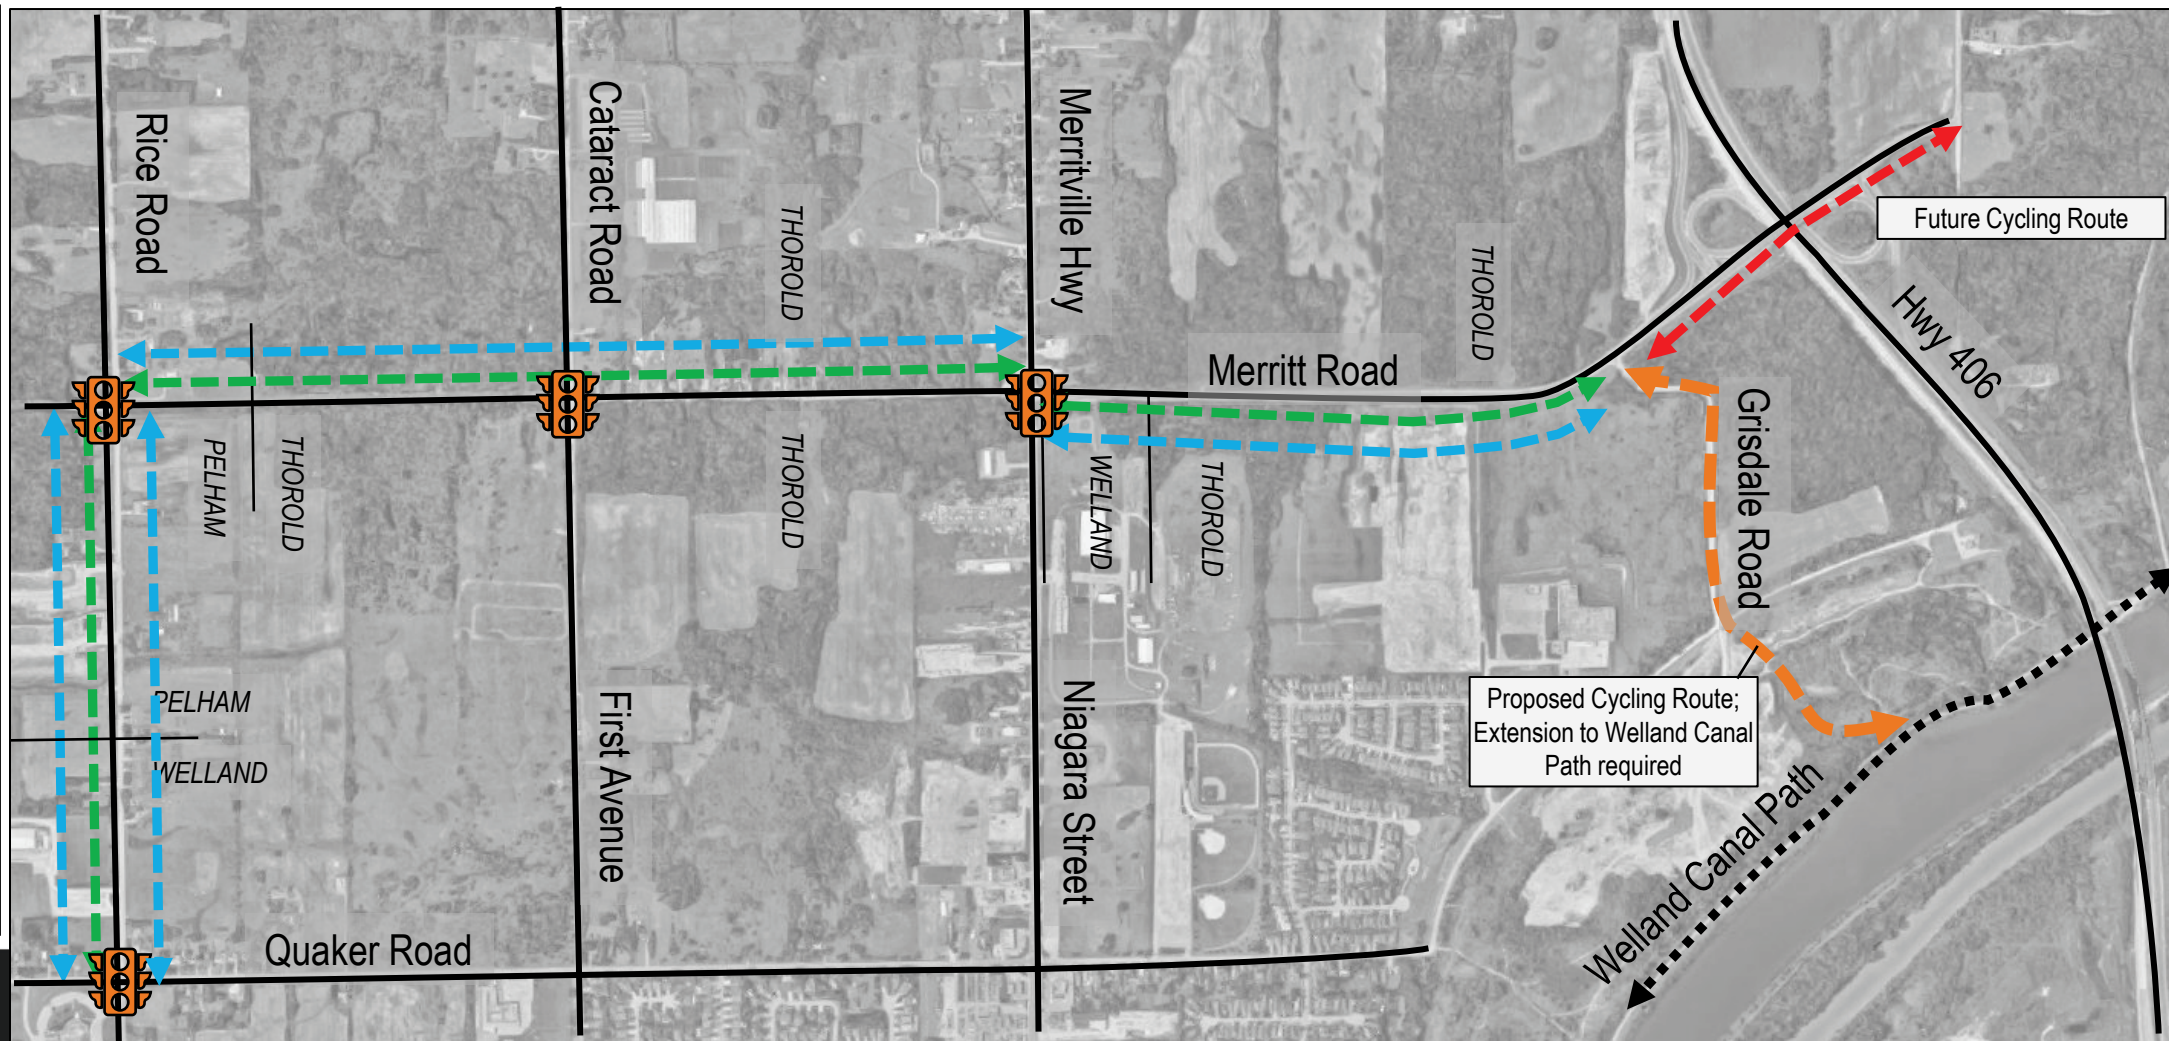 Rice Road
Cataract Road
THOROLD
Merritville Hwy
THOROLD
Future Cycling Route
Hwy 406
Merritt Road
Grisdale Road
PELHAM
THOROLD
THOROLD
WELLAND
THOROLD
PELHAM
WELLAND
First Avenue
Niagara Street
Proposed Cycling Route;
Extension to Welland Canal
Path required
Welland Canal Path
Quaker Road